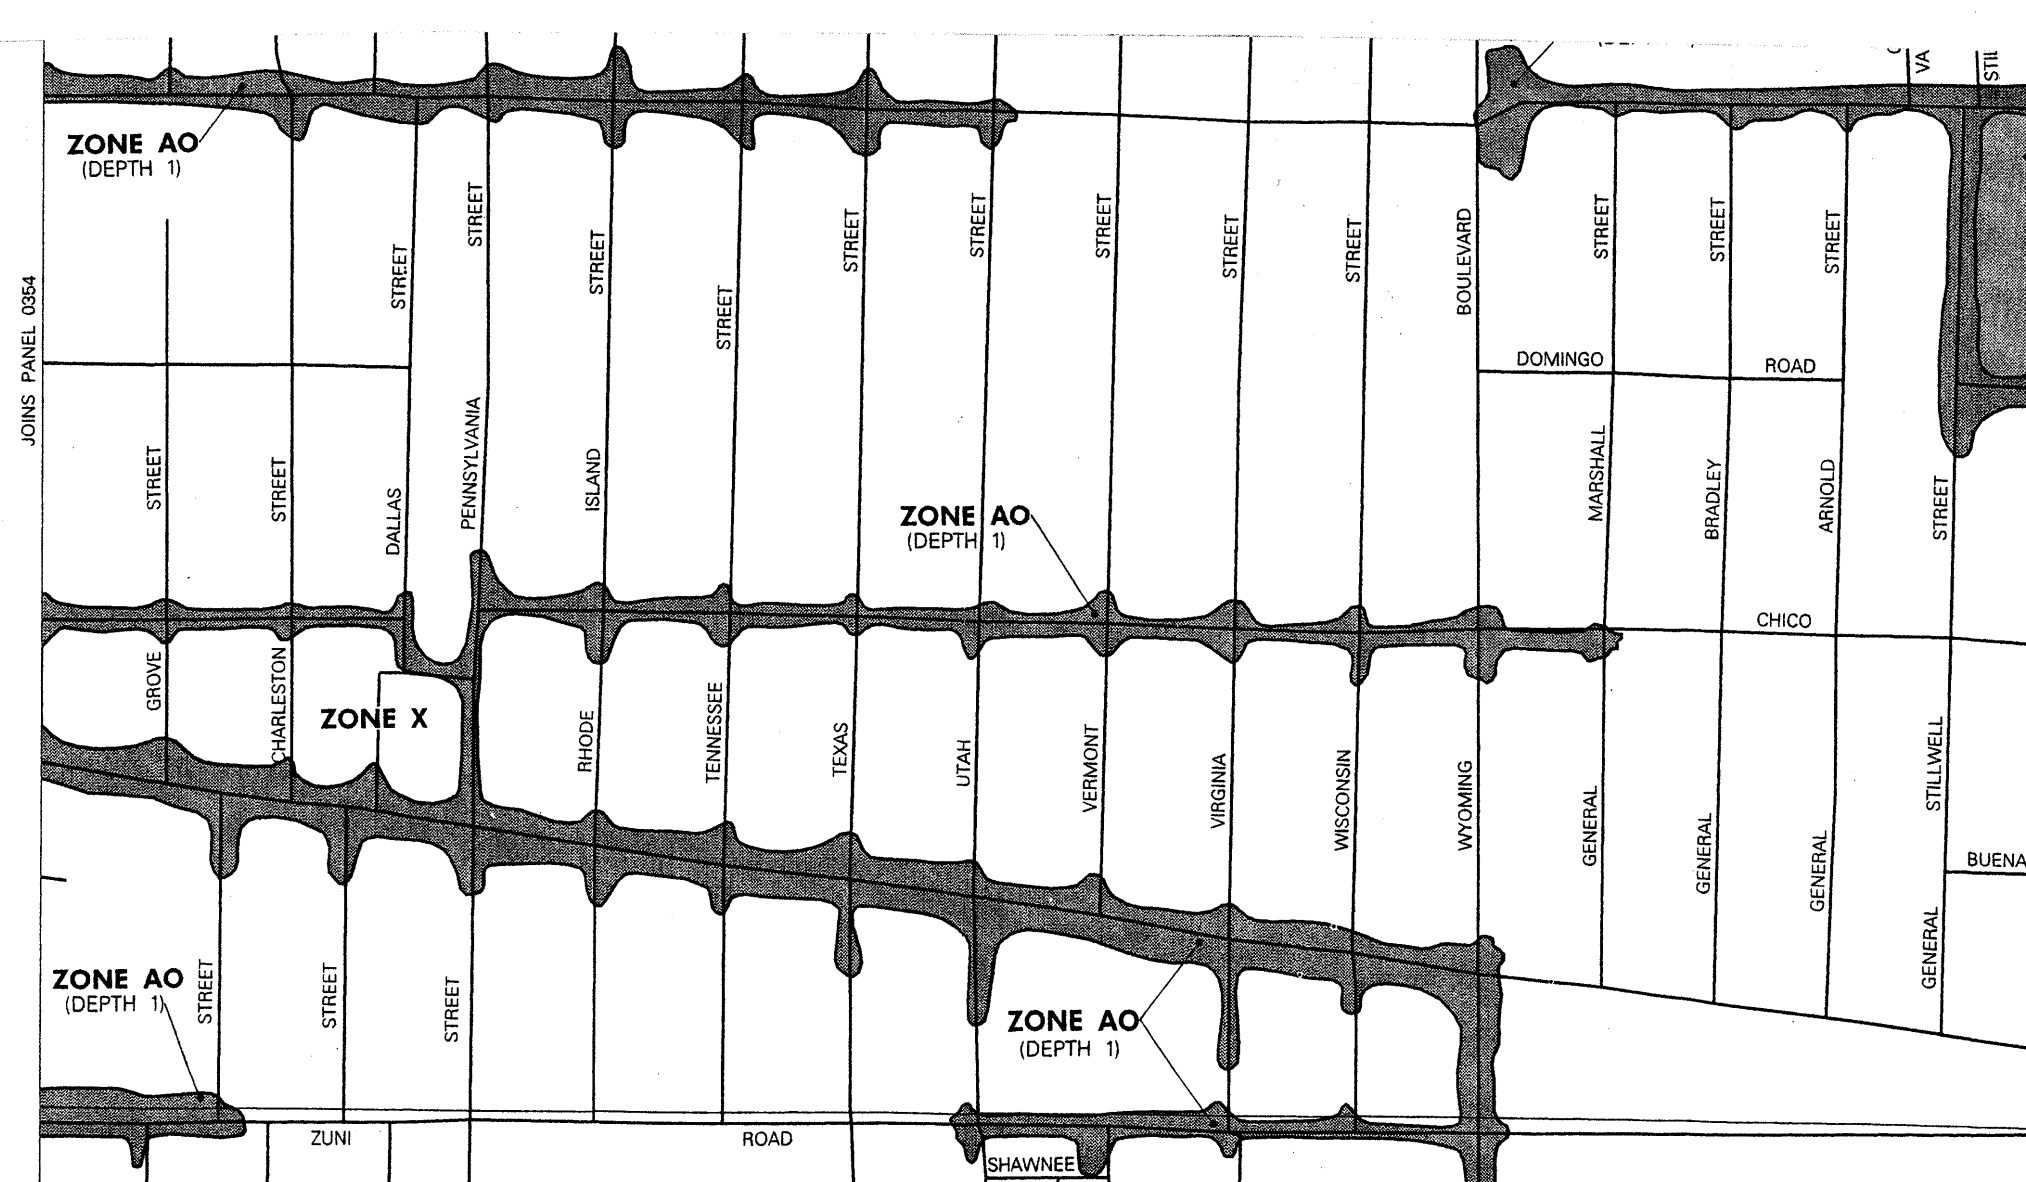 VA
STIL
ZONE AO
(DEPTH 1)
STREET
STREET
STREET
STREET
STREET
STREET
STREET
STREET
STREET
BOULEVARD
STREET
STREET
STREET
JOINS PANEL 0354
DOMINGO
ROAD
STREET
STREET
DALLAS
PENNSYLVANIA
ISLAND
ZONE AO
(DEPTH 1)
MARSHALL
BRADLEY
ARNOLD
STREET
CHICO
GROVE
CHARLESTON
ZONE X
RHODE
TENNESSEE
TEXAS
UTAH
VERMONT
VIRGINIA
WISCONSIN
WYOMING
GENERAL
GENERAL
GENERAL
STILLWELL
BUENA
GENERAL
ZONE AO
(DEPTH 1)
STREET
STREET
STREET
ZONE AO
(DEPTH 1)
ZUNI
ROAD
SHAWNEE